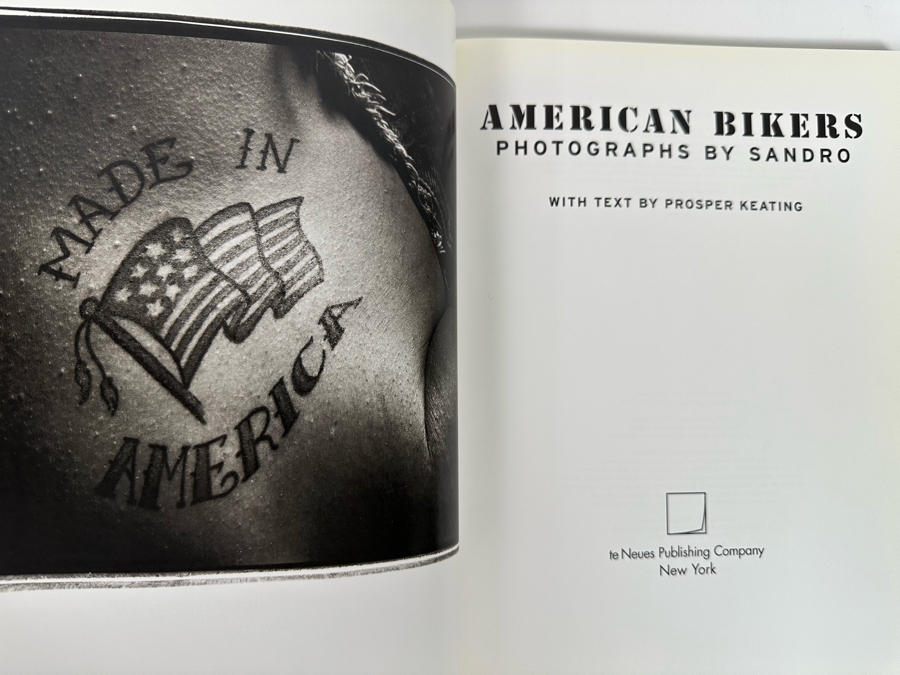 MADE IN
AMERICA
AMERICAN BIKERS
PHOTOGRAPHS BY SANDRO
WITH TEXT BY PROSPER KEATING
te Neues Publishing Company
New York